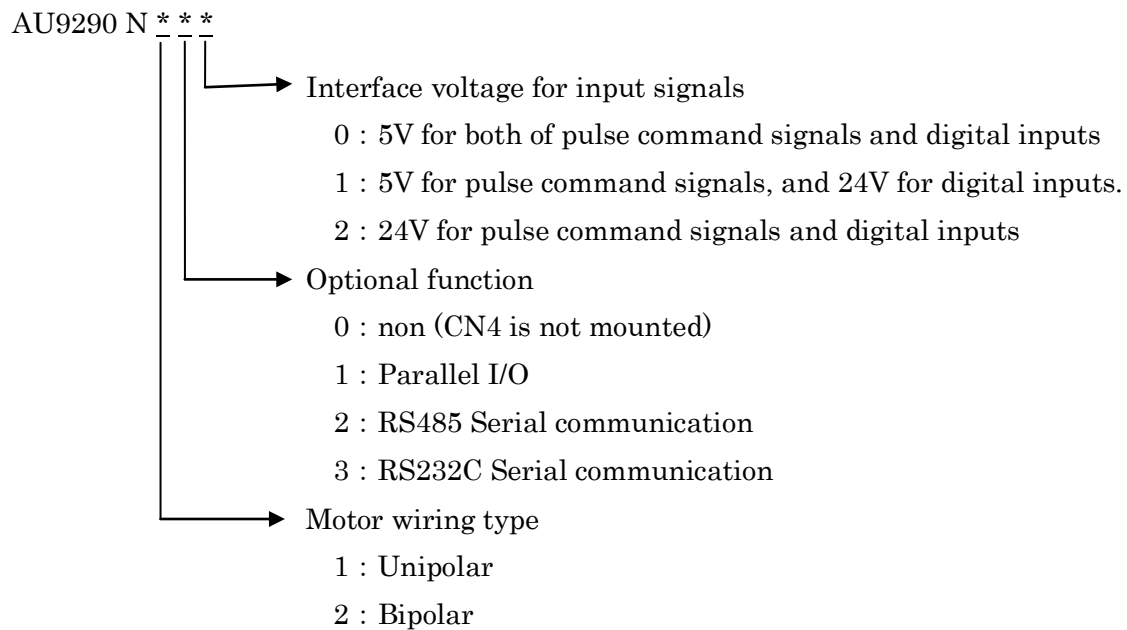 AU9290 N * * *
Interface voltage for input signals
0 : 5V for both of pulse command signals and digital inputs
1 : 5V for pulse command signals, and 24V for digital inputs.
2 : 24V for pulse command signals and digital inputs
Optional function
0 : non (CN4 is not mounted)
1 : Parallel I/O
2 : RS485 Serial communication
3 : RS232C Serial communication
Motor wiring type
1 : Unipolar
2 : Bipolar